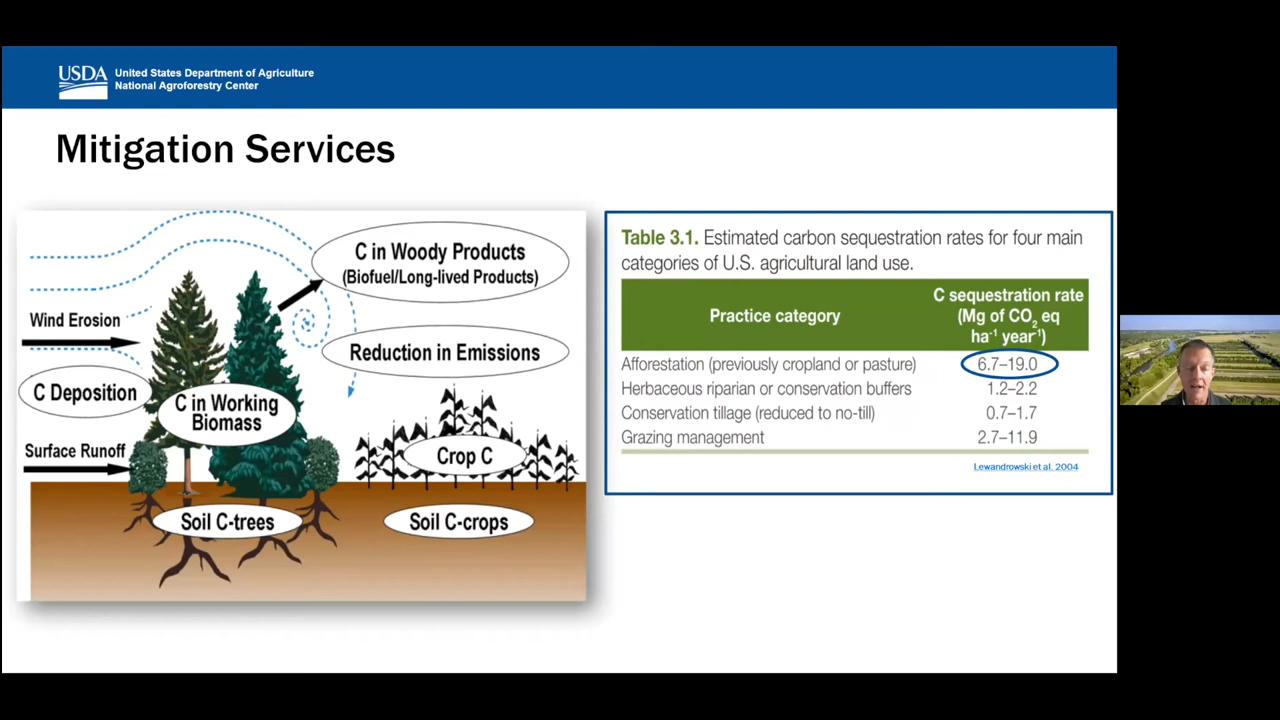 USDA
United States Department of Agriculture
National Agroforestry Center
Mitigation Services
C in Woody Products
(Biofuel/Long-lived Products)
Wind Erosion
Reduction in Emissions
C Deposition
C in Working
Biomass
Surface Runoff
Crop C
Soil C-trees
Soil C-crops
Table 3.1. Estimated carbon sequestration rates for four main
categories of U.S. agricultural land use.
Practice category
C sequestration rate
(Mg of CO₂ eq
ha⁻¹ year⁻¹)
Afforestation (previously cropland or pasture) 6.7–19.0
Herbaceous riparian or conservation buffers 1.2–2.2
Conservation tillage (reduced to no-till) 0.7–1.7
Grazing management 2.7–11.9
Lewandrowski et al. 2004